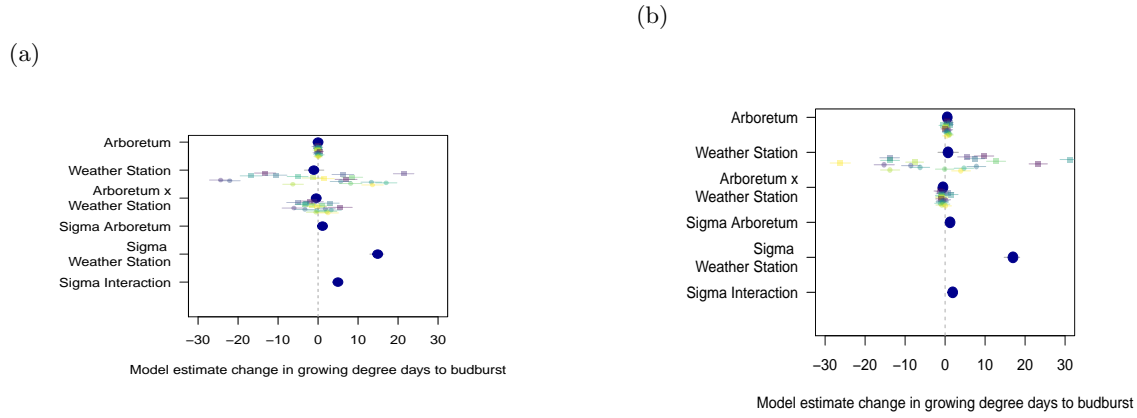 (a)
Arboretum
Weather Station
Arboretum x
Weather Station
Sigma Arboretum
Sigma
Weather Station
Sigma Interaction
−30 −20 −10 0 10 20 30
Model estimate change in growing degree days to budburst
(b)
Arboretum
Weather Station
Arboretum x
Weather Station
Sigma Arboretum
Sigma
Weather Station
Sigma Interaction
−30 −20 −10 0 10 20 30
Model estimate change in growing degree days to budburst